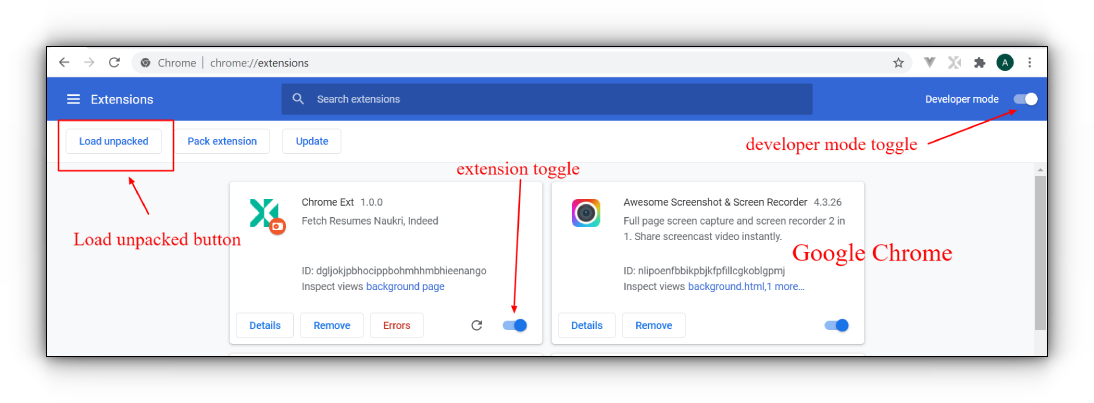 Chrome | chrome://extensions
A
Extensions
Search extensions
Developer mode
Load unpacked
Pack extension
Update
developer mode toggle
extension toggle
Load unpacked button
Chrome Ext 1.0.0
Fetch Resumes Naukri, Indeed
ID: dgljokjpbhocippbohmhhmbhieenango
Inspect views background page
Details
Remove
Errors
Awesome Screenshot & Screen Recorder 4.3.26
Full page screen capture and screen recorder 2 in
1. Share screencast video instantly.
Google Chrome
ID: nlipoenfbbikpbjkfpfillcgkoblgpmj
Inspect views background.html,1 more...
Details
Remove